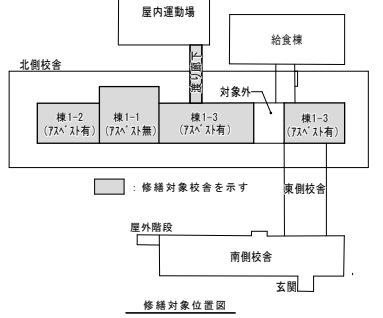 屋内運動場
給食棟
北側校舎
渡り廊下
対象外
棟1-2
(ｱｽﾍﾞｽﾄ有)
棟1-1
(ｱｽﾍﾞｽﾄ無)
棟1-3
(ｱｽﾍﾞｽﾄ有)
棟1-3
(ｱｽﾍﾞｽﾄ有)
：修繕対象校舎を示す
東側校舎
屋外階段
南側校舎
玄関
修繕対象位置図